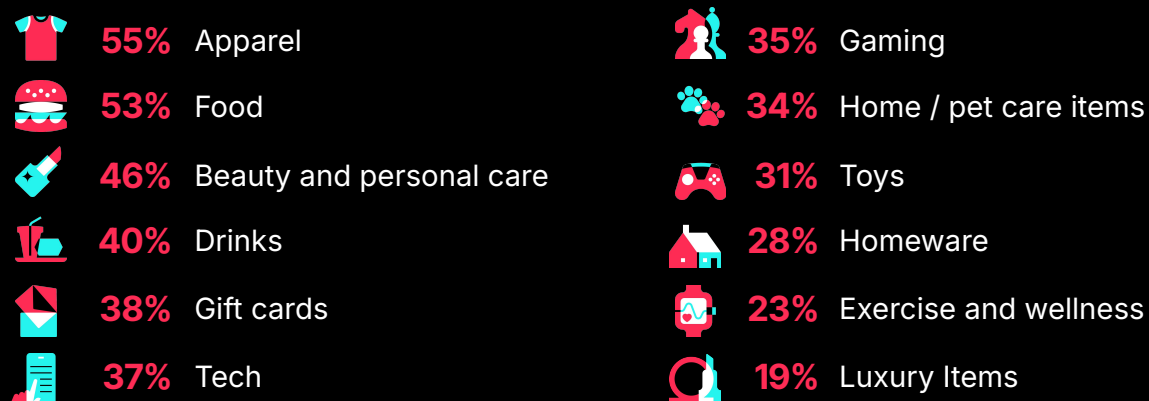 55% Apparel
53% Food
46% Beauty and personal care
40% Drinks
38% Gift cards
37% Tech
35% Gaming
34% Home / pet care items
31% Toys
28% Homeware
23% Exercise and wellness
19% Luxury Items